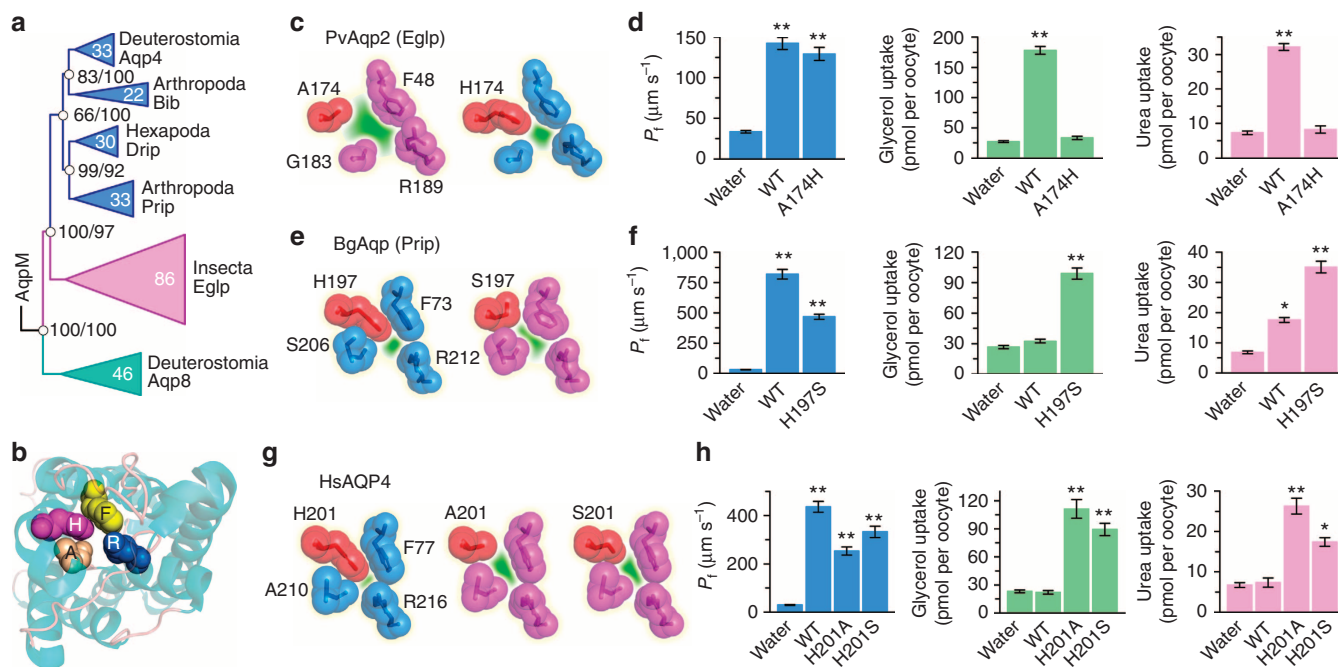 a
Deuterostomia
Aqp4
33
83/100
Arthropoda
Bib
22
66/100
Hexapoda
Drip
30
99/92
Arthropoda
Prip
33
100/97
Insecta
Eglp
86
AqpM
100/100
Deuterostomia
Aqp8
46
b
H
F
A
R
c
PvAqp2 (Eglp)
A174
F48
H174
G183
R189
d
Pf (μm s–1)
150
100
50
0
**
**
Water
WT
A174H
Glycerol uptake
(pmol per oocyte)
200
150
100
50
0
**
Water
WT
A174H
Urea uptake
(pmol per oocyte)
30
20
10
0
**
Water
WT
A174H
e
BgAqp (Prip)
H197
F73
S197
S206
R212
f
Pf (μm s–1)
1,000
750
500
250
0
**
**
Water
WT
H197S
Glycerol uptake
(pmol per oocyte)
120
90
60
30
0
**
Water
WT
H197S
Urea uptake
(pmol per oocyte)
40
30
20
10
0
*
**
Water
WT
H197S
g
HsAQP4
H201
F77
A201
S201
A210
R216
h
Pf (μm s–1)
400
200
0
**
**
**
Water
WT
H201A
H201S
Glycerol uptake
(pmol per oocyte)
150
120
90
60
30
0
**
**
Water
WT
H201A
H201S
Urea uptake
(pmol per oocyte)
30
20
10
0
**
*
Water
WT
H201A
H201S